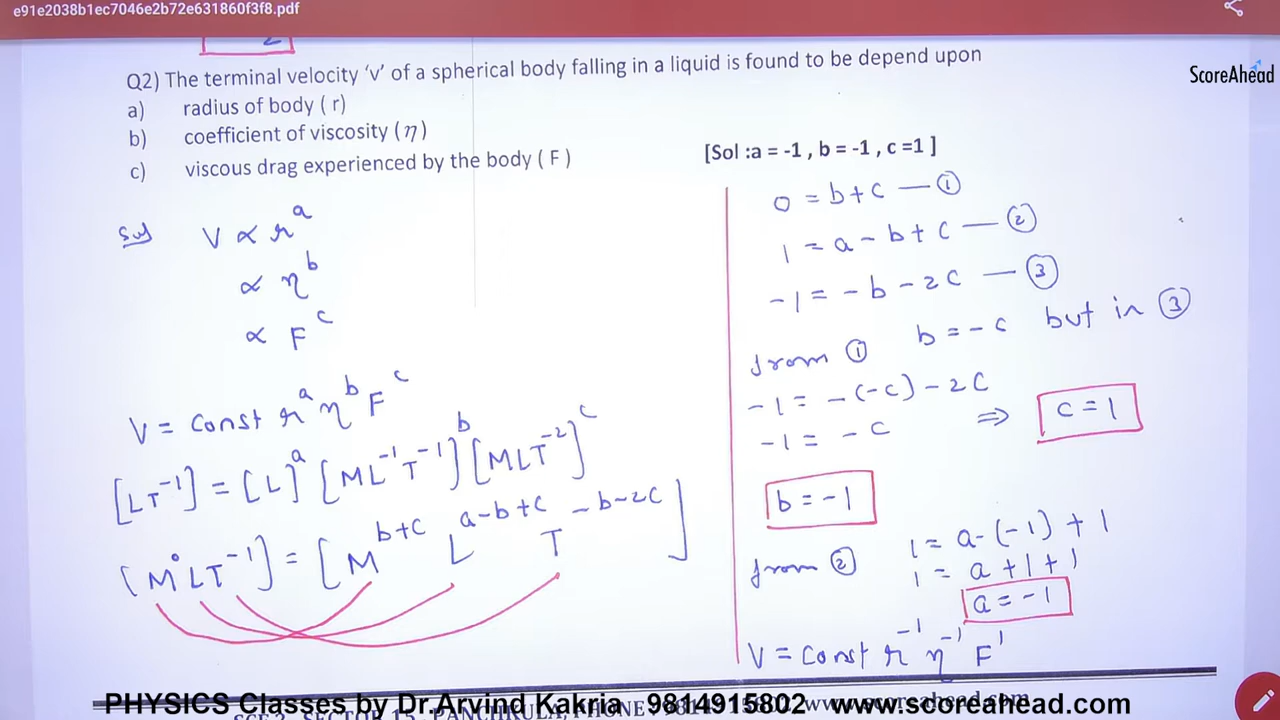 e91e2038b1ec7046e2b72e631860f3f8.pdf
ScoreAhead
Q2) The terminal velocity ‘v’ of a spherical body falling in a liquid is found to be depend upon
a) radius of body ( r)
b) coefficient of viscosity (η)
c) viscous drag experienced by the body ( F )
[Sol :a = -1 , b = -1 , c =1 ]
Sol V ∝ r^a
∝ η^b
∝ F^c
V = Const r^a η^b F^c
[LT^-1] = [L]^a [ML^-1T^-1]^b [MLT^-2]^c
[M°LT^-1] = [M^b+c L^a-b+c T^-b-2c]
0 = b+c — ①
1 = a - b + c — ②
-1 = - b - 2c — ③
from ① b = - c but in ③
-1 = -(-c) - 2c
-1 = - c ⇒ c = 1
b = -1
from ② 1 = a - (-1) + 1
1 = a + 1 + 1
a = -1
V = Const r^-1 η^-1 F^1
PHYSICS Classes by Dr.Arvind Kakria 9814915802 www.scoreahead.com